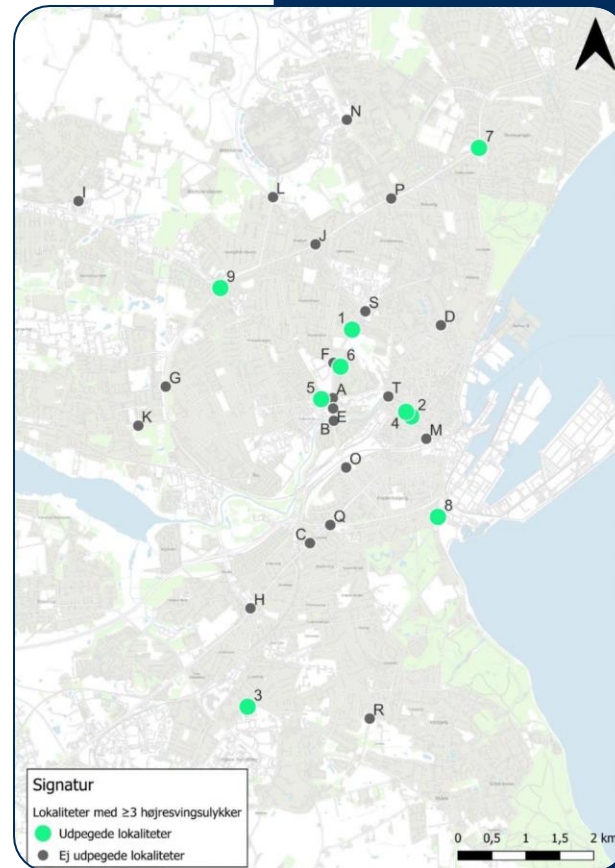 N
7
I
L
P
J
9
S
1
D
F
6
G
5
A
T
2
E
4
K
B
M
O
8
Q
C
H
3
R
Signatur
Lokaliteter med ≥3 højresvingsulykker
Udpegede lokaliteter
Ej udpegede lokaliteter
0 0,5 1 1,5 2 km